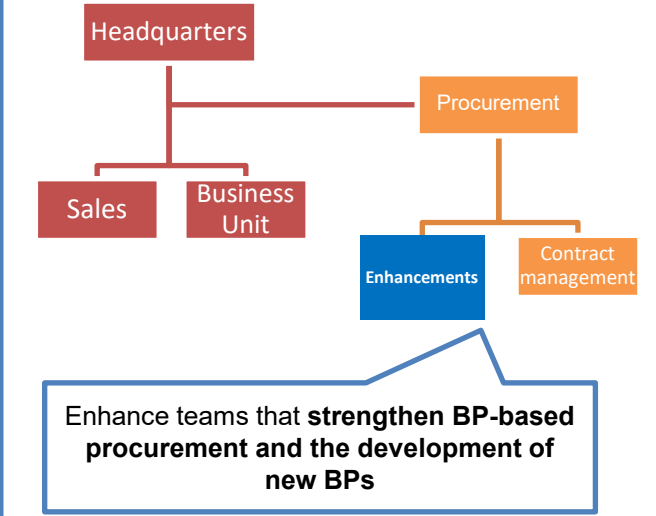 Headquarters
Procurement
Sales
Business
Unit
Enhancements
Contract
management
Enhance teams that strengthen BP-based
procurement and the development of
new BPs